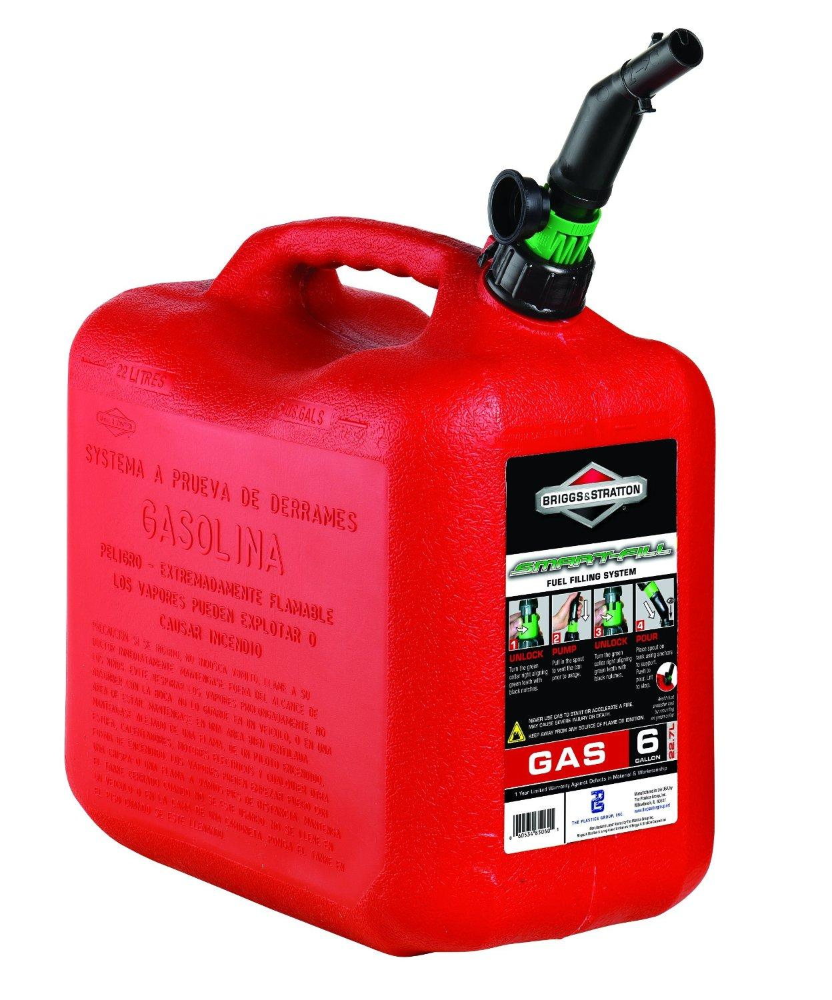 22 LITRES
US.GALS
BRIGGS & STRATTON
SYSTEMA A PRUEVA DE DERRAMES
GASOLINA
PELIGRO - EXTREMADAMENTE FLAMABLE
LOS VAPORES PUEDEN EXPLOTAR O
CAUSAR INCENDIO
PRECAUCION SI SE INGIRIO, NO INDUSCA VOMITO, LLAME A SU
DUCTOR INMEDIATAMENTE MANTENGASE FUERA DEL ALCANCE DE
LOS NIÑOS EVITE RESPIRAR LOS VAPORES PROLONGADAMENTE. NO
ABSORBER CON LA BOCA NO LO GUARDE EN UN VEICULO, O EN UNA
AREA DE ESTAR MANTENGASE EN UNA AREA BIEN VENTILADA
MANTENGASE ALEJADO DE UNA FLAMA, DE UN PILOTO ENCENDIDO,
ESTUFA, CALENTADORES, MOTORES ELECTRICOS Y CUALQUIER OTRA
FORMA DE ENCENDIDO. LOS VAPORES PUEDEN EMPEZAR FUEGO CON
UNA CHISPA O UNA FLAMA A VARIOS PIES DE DISTANCIA, MANTENGA
EL TANKE CERRADO CUANDO NO SE ESTE USANDO NO SE LLENE EN
UN VEICULO O EN LA CAJA DE UNA CAMIONETA, PONGA EL TANKE EN
EL PISO CUANDO SE ESTE LLENANDO
BRIGGS&STRATTON
SMART-FILL
FUEL FILLING SYSTEM
1
UNLOCK
Turn the green
collar right aligning
green teeth with
black notches.
2
PUMP
Pull in the spout
to vent the can
prior to usage.
3
UNLOCK
Turn the green
collar right aligning
green teeth with
black notches.
4
POUR
Place spout on
tank using anchors
to support.
Push to
pour. Lift
to stop.
Avoid dust
protector loss
by mounting
on green collar
NEVER USE GAS TO START OR ACCELERATE A FIRE.
MAY CAUSE SEVERE INJURY OR DEATH.
KEEP AWAY FROM ANY SOURCE OF FLAME OR IGNITION.
GAS
6
GALLON
22.7L
1 Year Limited Warranty Against Defects in Material & Workmanship
0 60534 85060 1
THE PLASTICS GROUP, INC.
Manufactured in the USA by
The Plastics Group, Inc.
Willowbrook, IL 60527
www.theplasticsgroup.net
Manufactured under license by The Plastics Group Inc.
Briggs & Stratton is a registered trademark of Briggs & Stratton Corporation